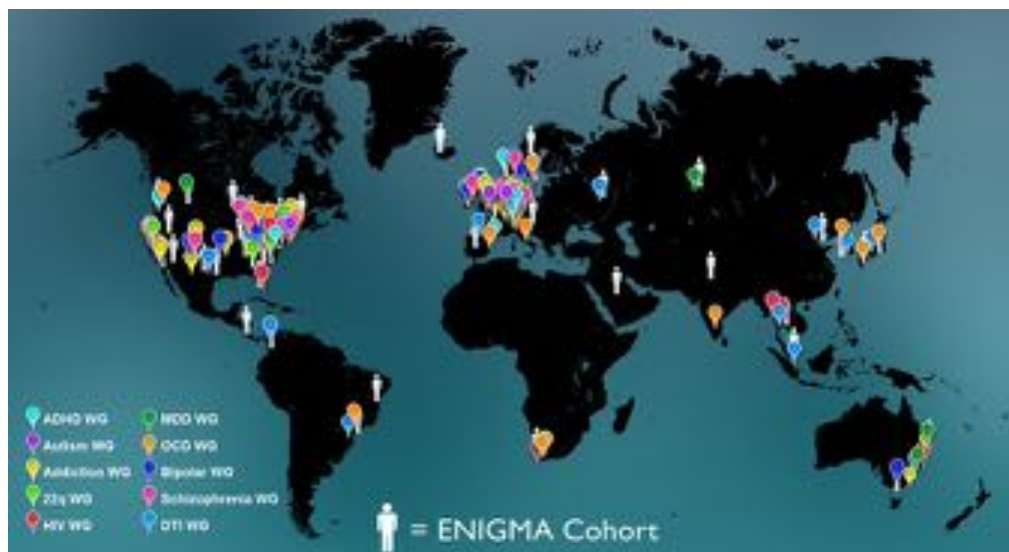 ADHD WG
Autism WG
Addiction WG
22q WG
HIV WG
MDD WG
OCD WG
Bipolar WG
Schizophrenia WG
DTI WG
= ENIGMA Cohort